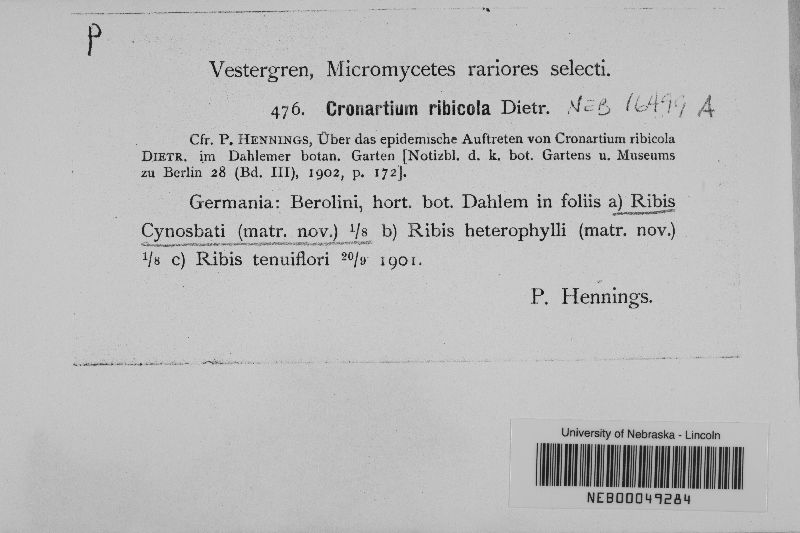 P
Vestergren, Micromycetes rariores selecti.
476. Cronartium ribicola Dietr. NEB 16499 A
Cfr. P. HENNINGS, Über das epidemische Auftreten von Cronartium ribicola
DIETR. im Dahlemer botan. Garten [Notizbl. d. k. bot. Gartens u. Museums
zu Berlin 28 (Bd. III), 1902, p. 172].
Germania: Berolini, hort. bot. Dahlem in foliis a) Ribis
Cynosbati (matr. nov.) 1/8 b) Ribis heterophylli (matr. nov.)
1/8 c) Ribis tenuiflori 20/9 1901.
P. Hennings.
University of Nebraska - Lincoln
NEB00049284